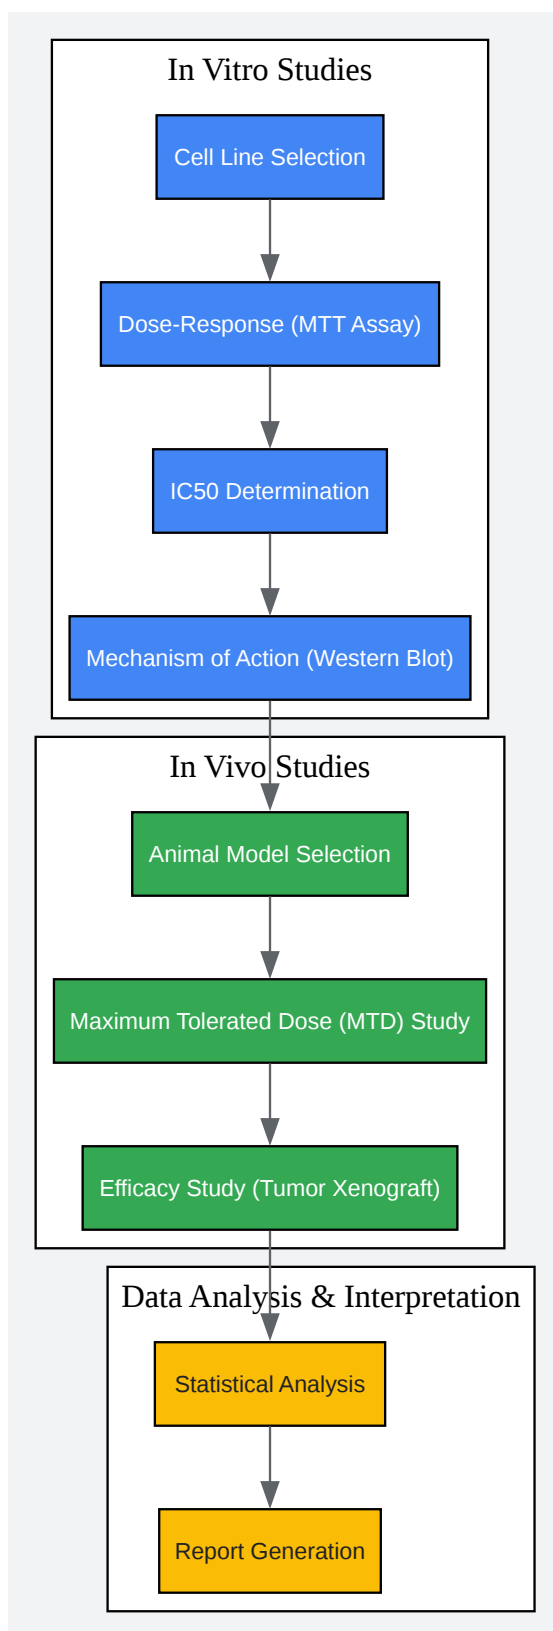 In Vitro Studies
Cell Line Selection
Dose-Response (MTT Assay)
IC50 Determination
Mechanism of Action (Western Blot)
In Vivo Studies
Animal Model Selection
Maximum Tolerated Dose (MTD) Study
Efficacy Study (Tumor Xenograft)
Data Analysis & Interpretation
Statistical Analysis
Report Generation